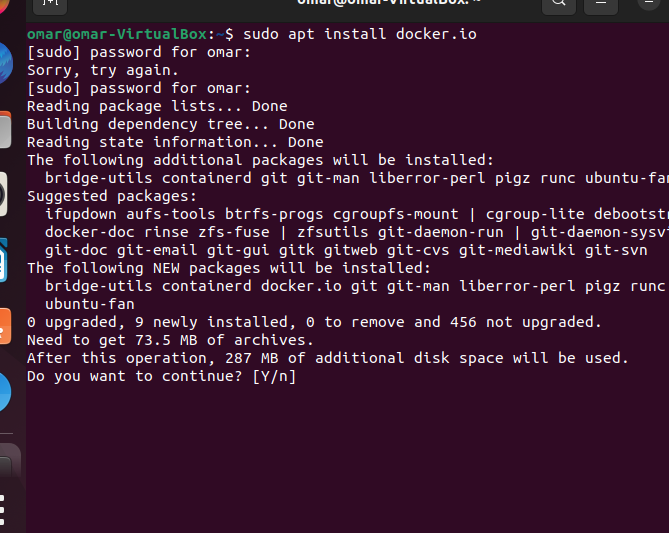 omar@omar-VirtualBox: ~
omar@omar-VirtualBox:~$ sudo apt install docker.io
[sudo] password for omar:
Sorry, try again.
[sudo] password for omar:
Reading package lists... Done
Building dependency tree... Done
Reading state information... Done
The following additional packages will be installed:
  bridge-utils containerd git git-man liberror-perl pigz runc ubuntu-fan
Suggested packages:
  ifupdown aufs-tools btrfs-progs cgroupfs-mount | cgroup-lite debootstr
  docker-doc rinse zfs-fuse | zfsutils git-daemon-run | git-daemon-sysv
  git-doc git-email git-gui gitk gitweb git-cvs git-mediawiki git-svn
The following NEW packages will be installed:
  bridge-utils containerd docker.io git git-man liberror-perl pigz runc
  ubuntu-fan
0 upgraded, 9 newly installed, 0 to remove and 456 not upgraded.
Need to get 73.5 MB of archives.
After this operation, 287 MB of additional disk space will be used.
Do you want to continue? [Y/n]